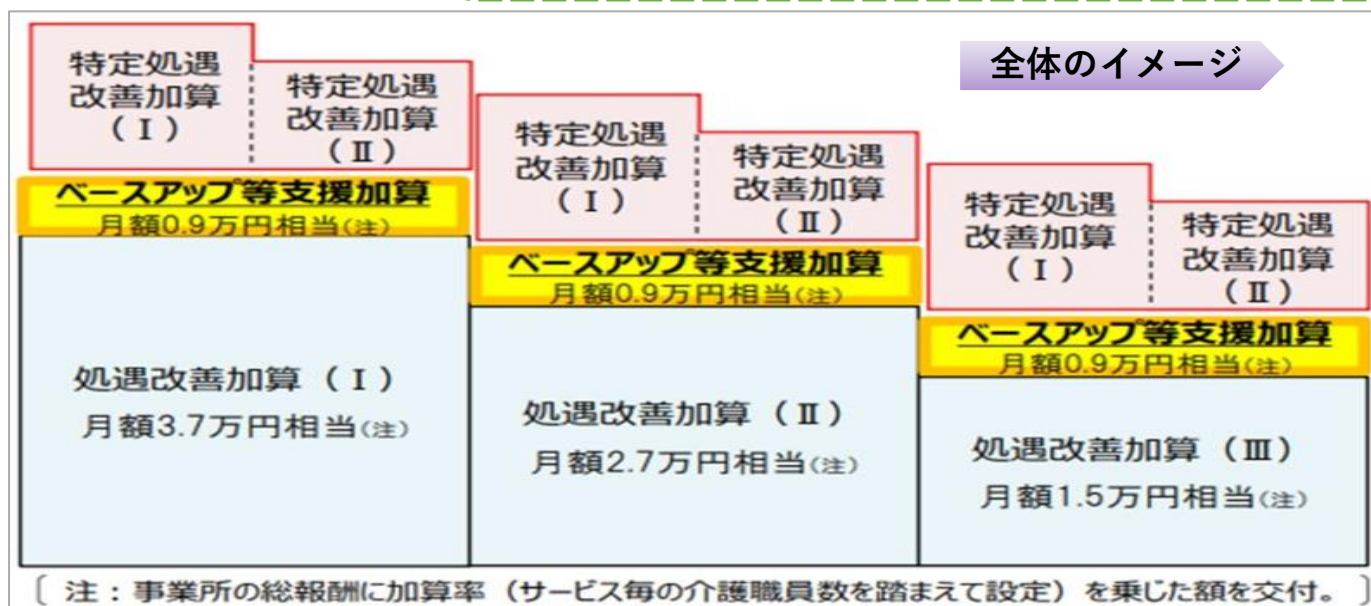 全体のイメージ
特定処遇
改善加算
(Ⅰ)
特定処遇
改善加算
(Ⅱ)
ベースアップ等支援加算
月額0.9万円相当(注)
処遇改善加算(Ⅰ)
月額3.7万円相当(注)
特定処遇
改善加算
(Ⅰ)
特定処遇
改善加算
(Ⅱ)
ベースアップ等支援加算
月額0.9万円相当(注)
処遇改善加算(Ⅱ)
月額2.7万円相当(注)
特定処遇
改善加算
(Ⅰ)
特定処遇
改善加算
(Ⅱ)
ベースアップ等支援加算
月額0.9万円相当(注)
処遇改善加算(Ⅲ)
月額1.5万円相当(注)
〔 注：事業所の総報酬に加算率（サービス毎の介護職員数を踏まえて設定）を乗じた額を交付。 〕